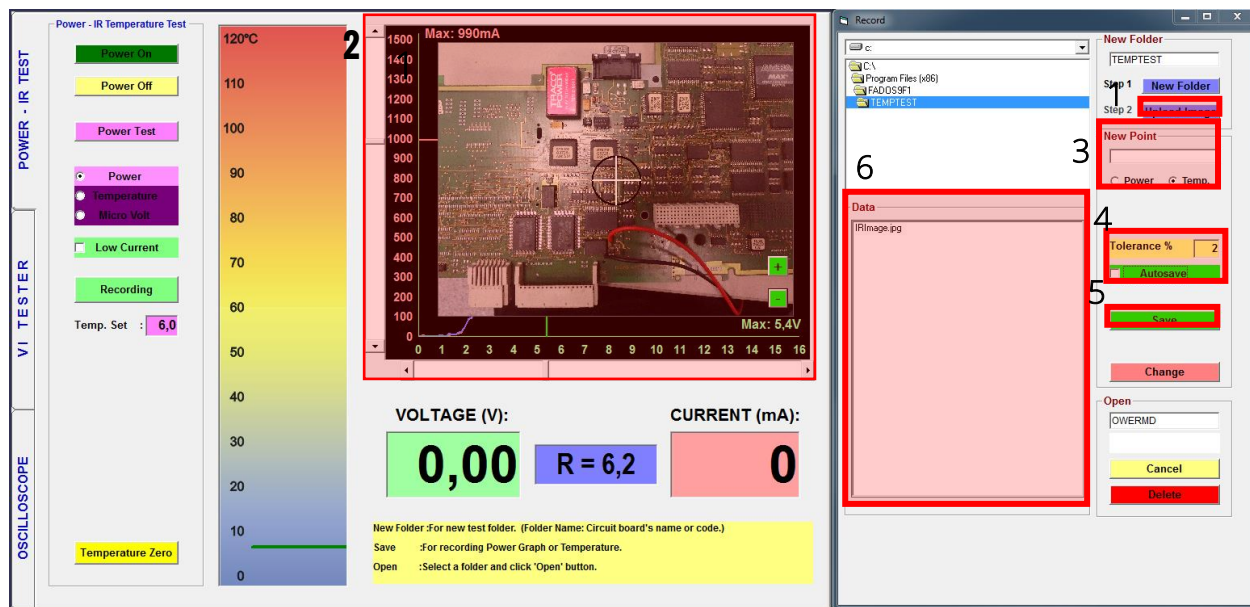 Power - IR Temperature Test
POWER - IR TEST
VI TESTER
OSCILLOSCOPE
Power On
Power Off
Power Test
Power
Temperature
Micro Volt
Low Current
Recording
Temp. Set : 6,0
Temperature Zero
120°C
110
100
90
80
70
60
50
40
30
20
10
0
2
Max: 990mA
1500
1400
1300
1200
1100
1000
900
800
700
600
500
400
300
200
100
0
+
-
Max: 5,4V
0 1 2 3 4 5 6 7 8 9 10 11 12 13 14 15 16
VOLTAGE (V):
CURRENT (mA):
0,00
R = 6,2
0
New Folder :For new test folder. (Folder Name: Circuit board's name or code.)
Save :For recording Power Graph or Temperature.
Open :Select a folder and click 'Open' button.
Record
c:
C:\
Program Files (x86)
FADOS9F1
TEMPTEST
6
Data
IRImage.jpg
New Folder
TEMPTEST
1
Step 1 New Folder
Step 2 Upload Image
3
New Point
Power Temp.
4
Tolerance % 2
Autosave
5
Save
Change
Open
OWERMD
Cancel
Delete